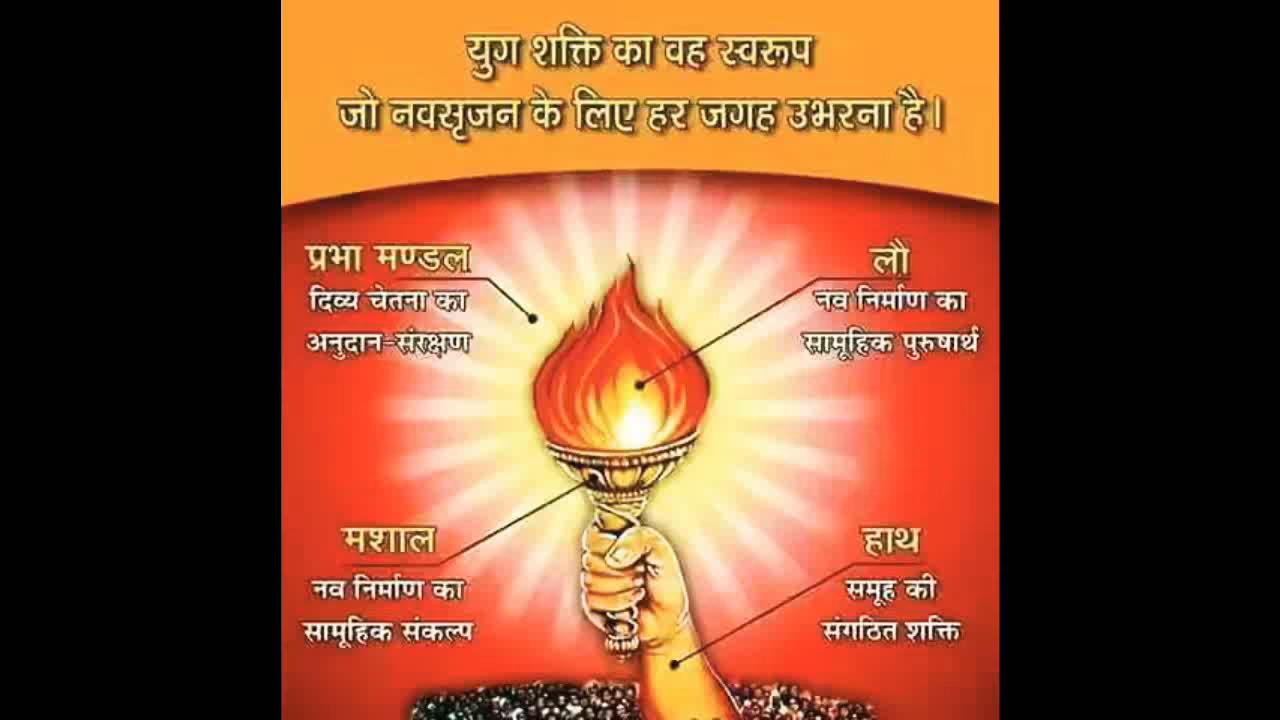 युग शक्ति का वह स्वरूप
जो नवसृजन के लिए हर जगह उभरना है।
प्रभा मण्डल
दिव्य चेतना का
अनुदान-संरक्षण
लौ
नव निर्माण का
सामूहिक पुरुषार्थ
मशाल
नव निर्माण का
सामूहिक संकल्प
हाथ
समूह की
संगठित शक्ति